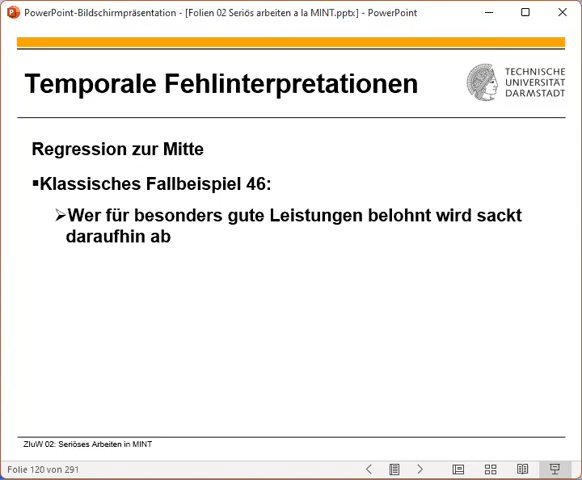 PowerPoint-Bildschirmpräsentation - [Folien 02 Seriös arbeiten a la MINT.pptx] - PowerPoint
Temporale Fehlinterpretationen
TECHNISCHE
UNIVERSITÄT
DARMSTADT
Regression zur Mitte
▪Klassisches Fallbeispiel 46:
➢Wer für besonders gute Leistungen belohnt wird sackt
daraufhin ab
ZIuW 02: Seriöses Arbeiten in MINT
Folie 120 von 291